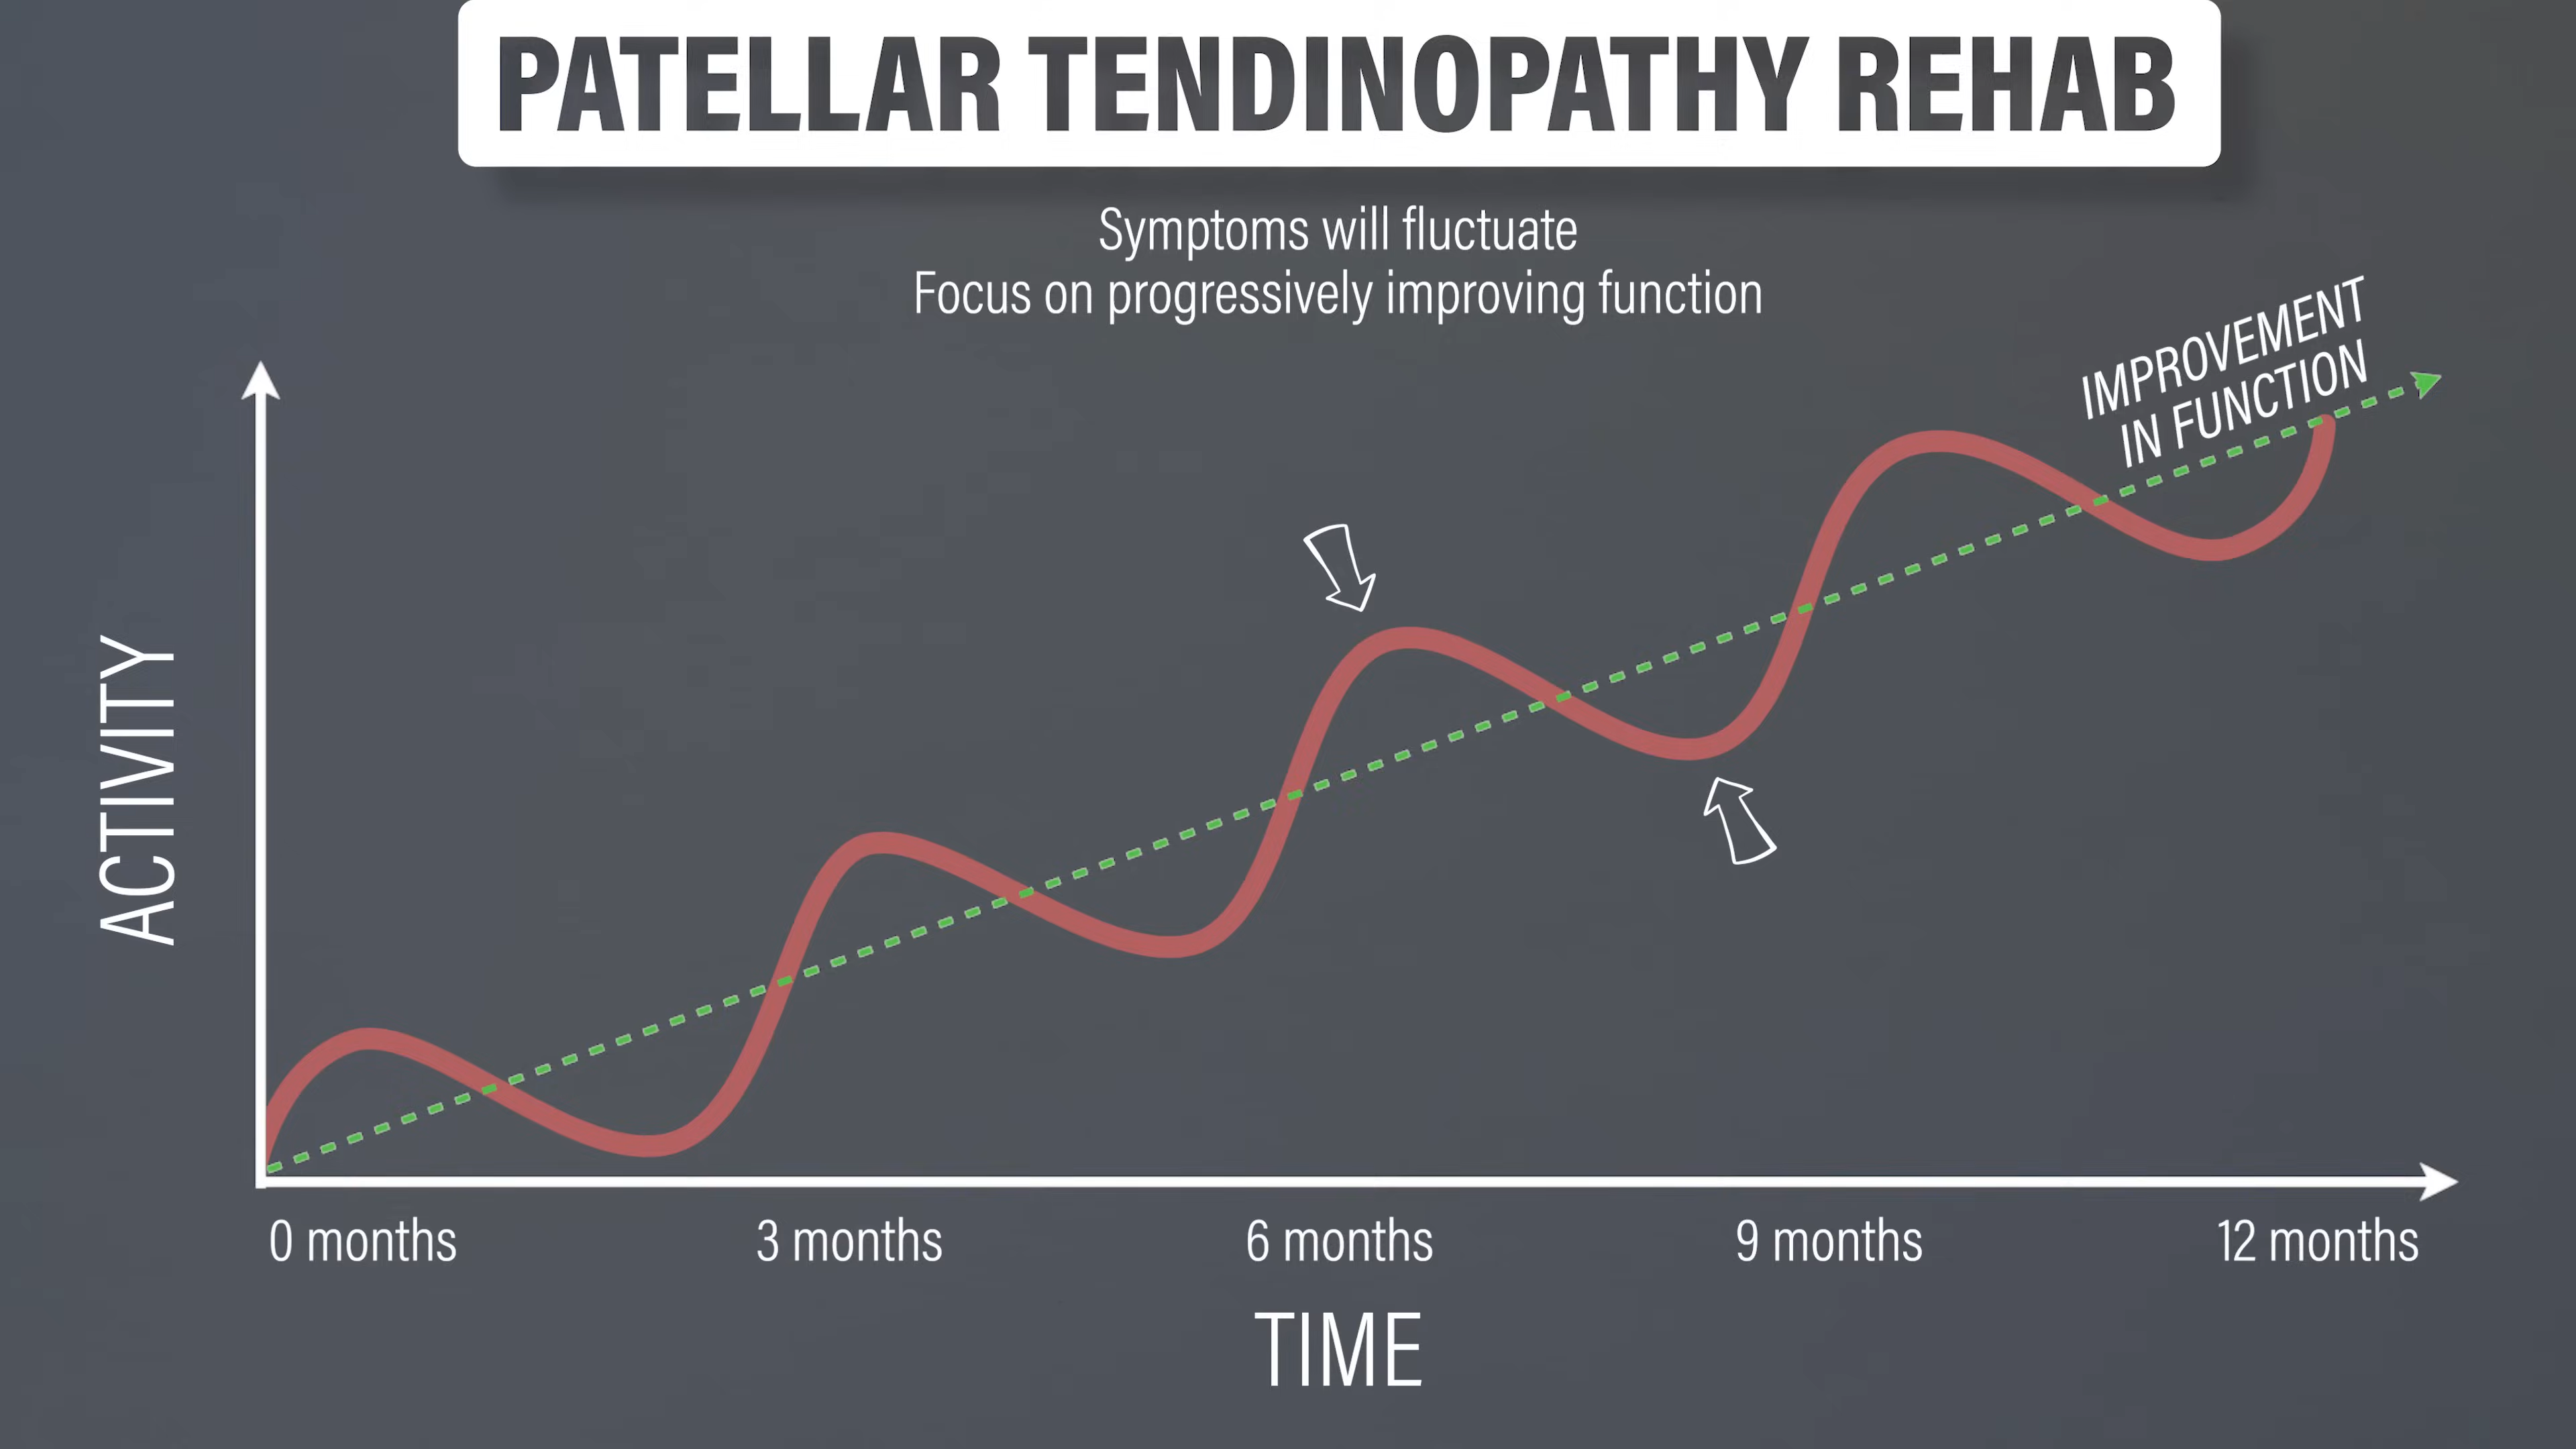 PATELLAR TENDINOPATHY REHAB
Symptoms will fluctuate
Focus on progressively improving function
IMPROVEMENT
IN FUNCTION
ACTIVITY
0 months
3 months
6 months
9 months
12 months
TIME